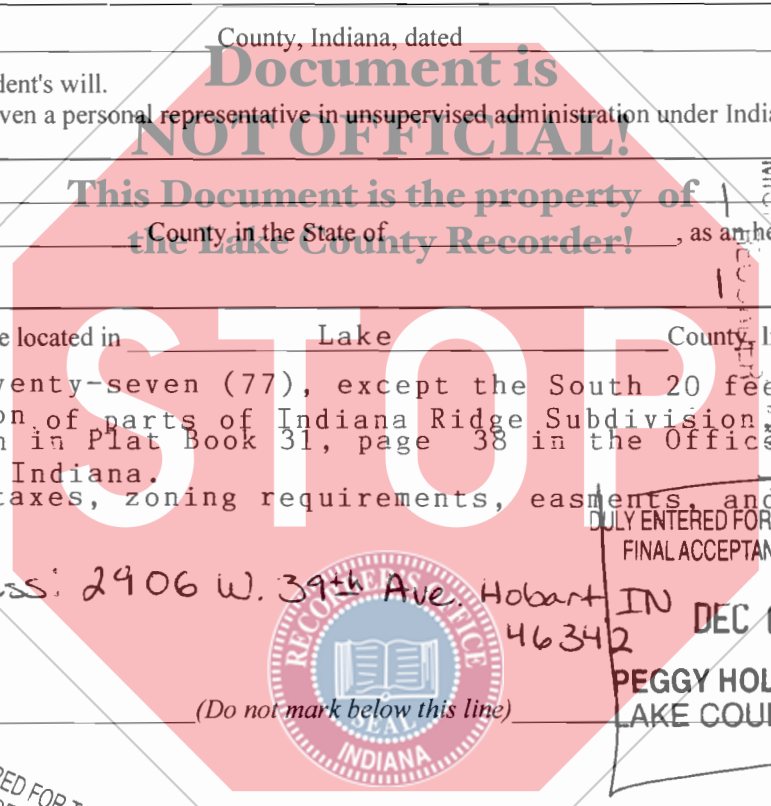 County, Indiana, dated
Document is
dent's will.
ven a personal representative in unsupervised administration under India
NOT OFFICIAL!
This Document is the property of
County in the State of , as an he
the Lake County Recorder!
STOP
e located in Lake County, I
venty-seven (77), except the South 20 fee
on of parts of Indiana Ridge Subdivision,
n in Plat Book 31, page 38 in the Office
Indiana.
taxes, zoning requirements, easments, and
DULY ENTERED FOR
FINAL ACCEPTAN
ss: 2906 W. 39th Ave. Hobart IN
46342
DEC 1
RECORDER'S OFFICE
SEAL
INDIANA
PEGGY HOL
LAKE COU
(Do not mark below this line)
RED FOR T